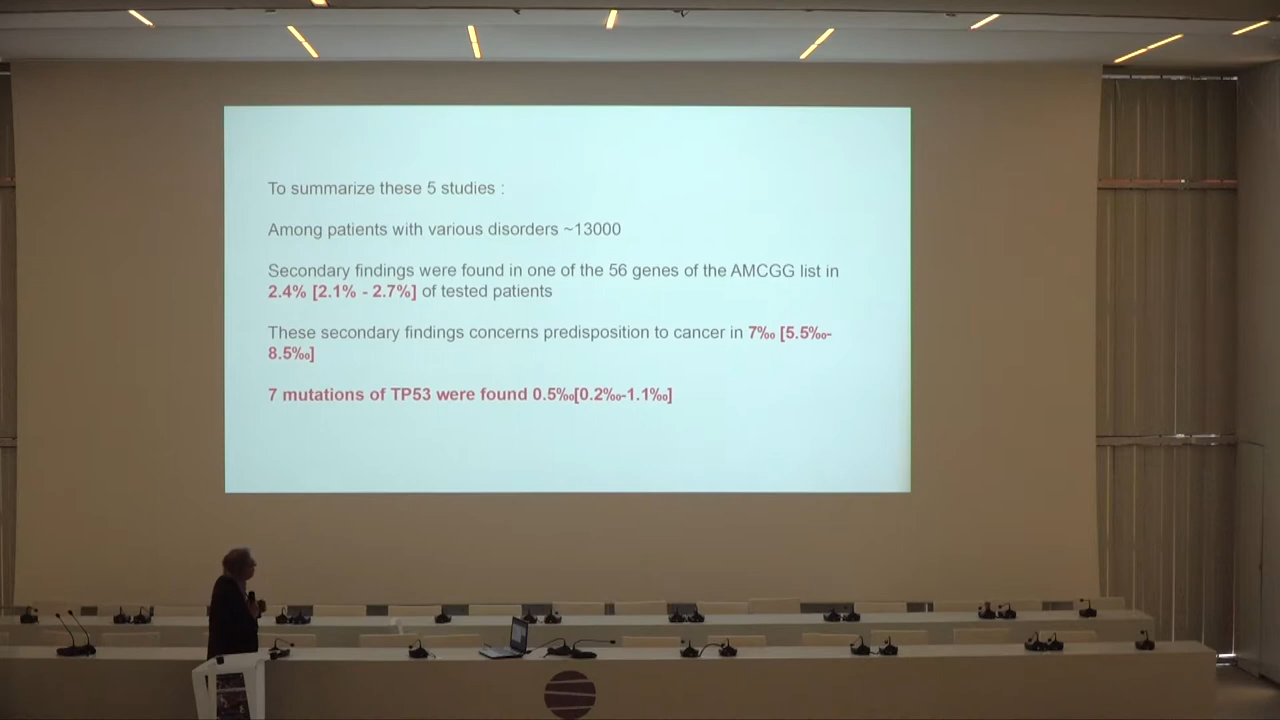 To summarize these 5 studies :
Among patients with various disorders ~13000
Secondary findings were found in one of the 56 genes of the AMCGG list in
2.4% [2.1% - 2.7%] of tested patients
These secondary findings concerns predisposition to cancer in 7‰ [5.5‰-
8.5‰]
7 mutations of TP53 were found 0.5‰[0.2‰-1.1‰]